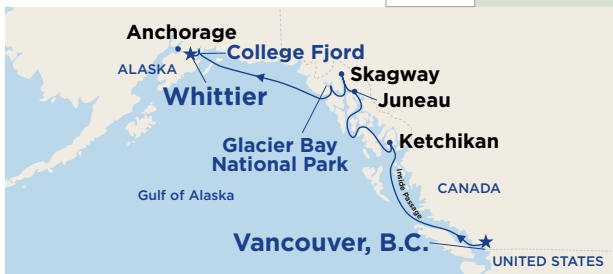 Anchorage
College Fjord
ALASKA
Skagway
Whittier
Juneau
Glacier Bay
National Park
Ketchikan
Inside Passage
CANADA
Gulf of Alaska
Vancouver, B.C.
UNITED STATES